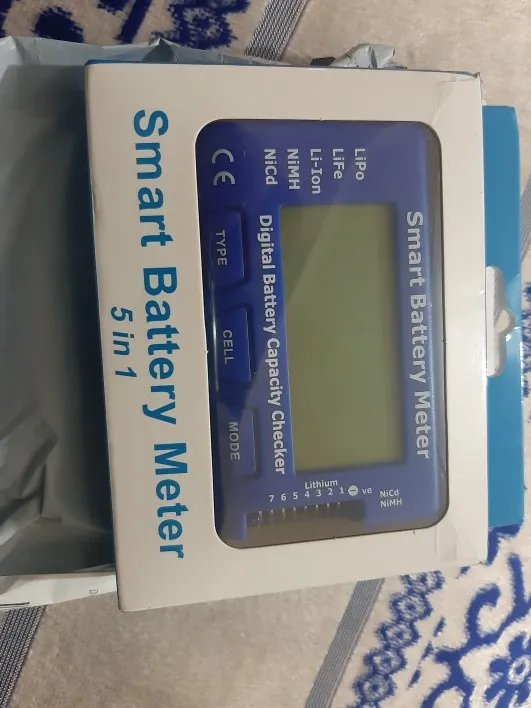 Smart Battery Meter
LiPo
LiFe
Li-Ion
NiMH
NiCd
CE
Digital Battery Capacity Checker
TYPE
CELL
MODE
NiCd
NiMH
Lithium
7 6 5 4 3 2 1 ⊖ ve
Smart Battery Meter
5 in 1